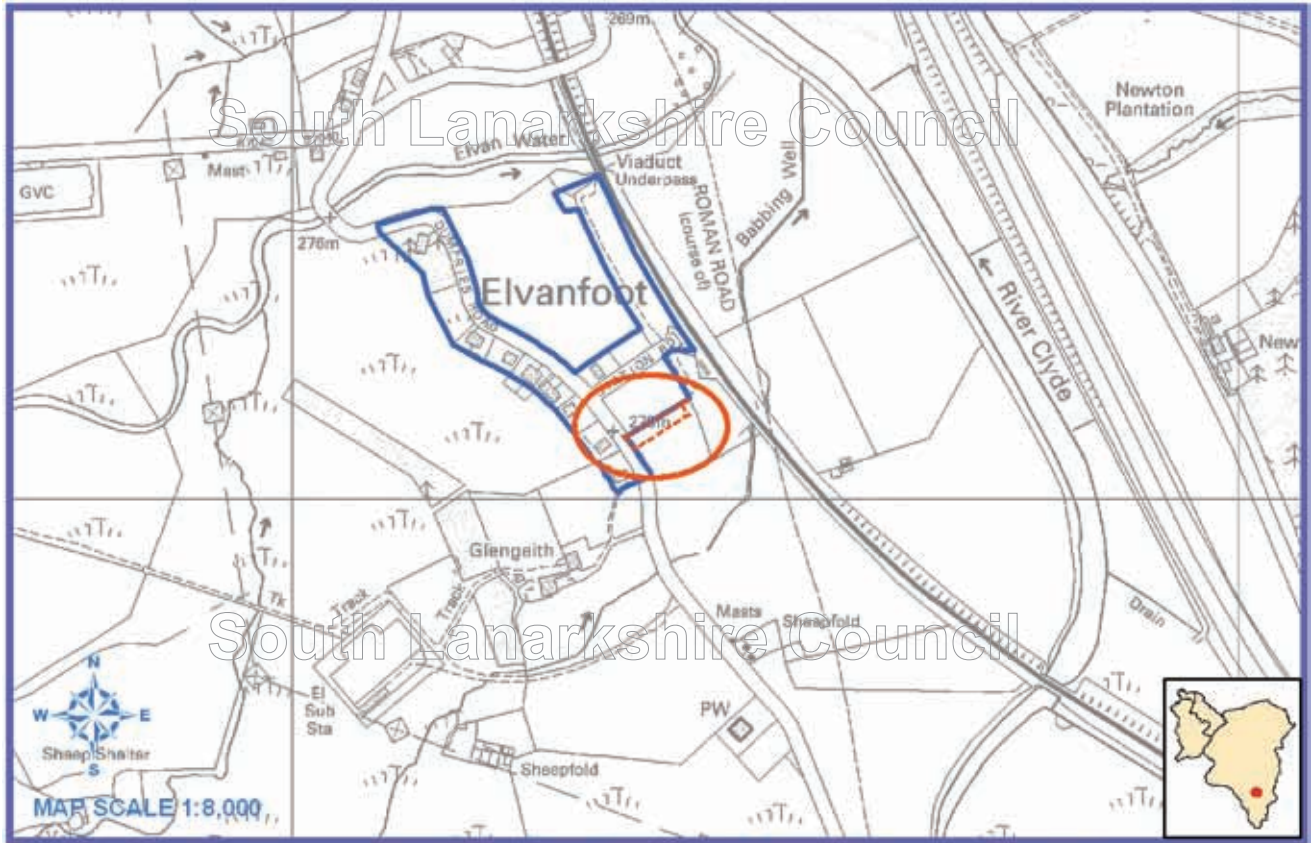 269m
South Lanarkshire Council
Newton
Plantation
Elvan Water
Mast
Viaduct
Underpass
GVC
Babbing Well
ROMAN ROAD
(course of)
276m
DUMFRIES ROAD
Elvanfoot
River Clyde
New
Glengeith
Track
Tk
Track
Masts
Sheepfold
South Lanarkshire Council
Drain
N
W E
S
El
Sub
Sta
PW
Sheep Shelter
Sheepfold
MAP SCALE 1:8,000